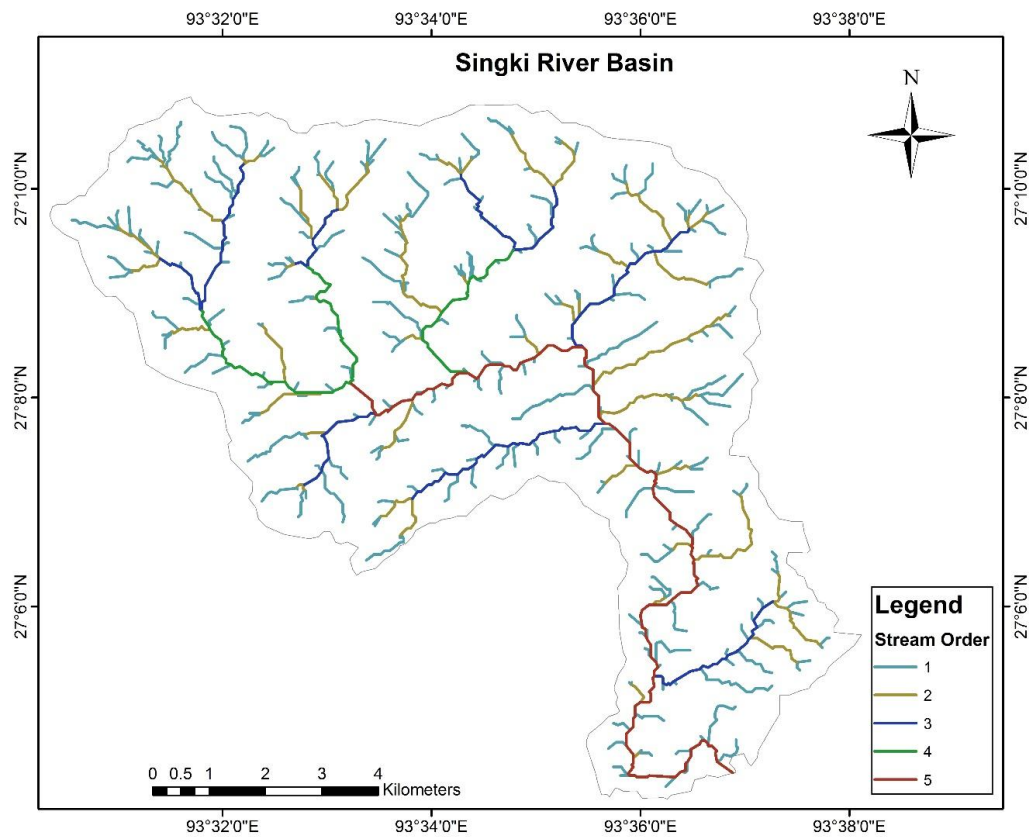 93°32'0"E 93°34'0"E 93°36'0"E 93°38'0"E
Singki River Basin
N
27°10'0"N 27°10'0"N
27°8'0"N 27°8'0"N
27°6'0"N 27°6'0"N
Legend
Stream Order
1
2
3
4
5
0 0.5 1 2 3 4
Kilometers
93°32'0"E 93°34'0"E 93°36'0"E 93°38'0"E